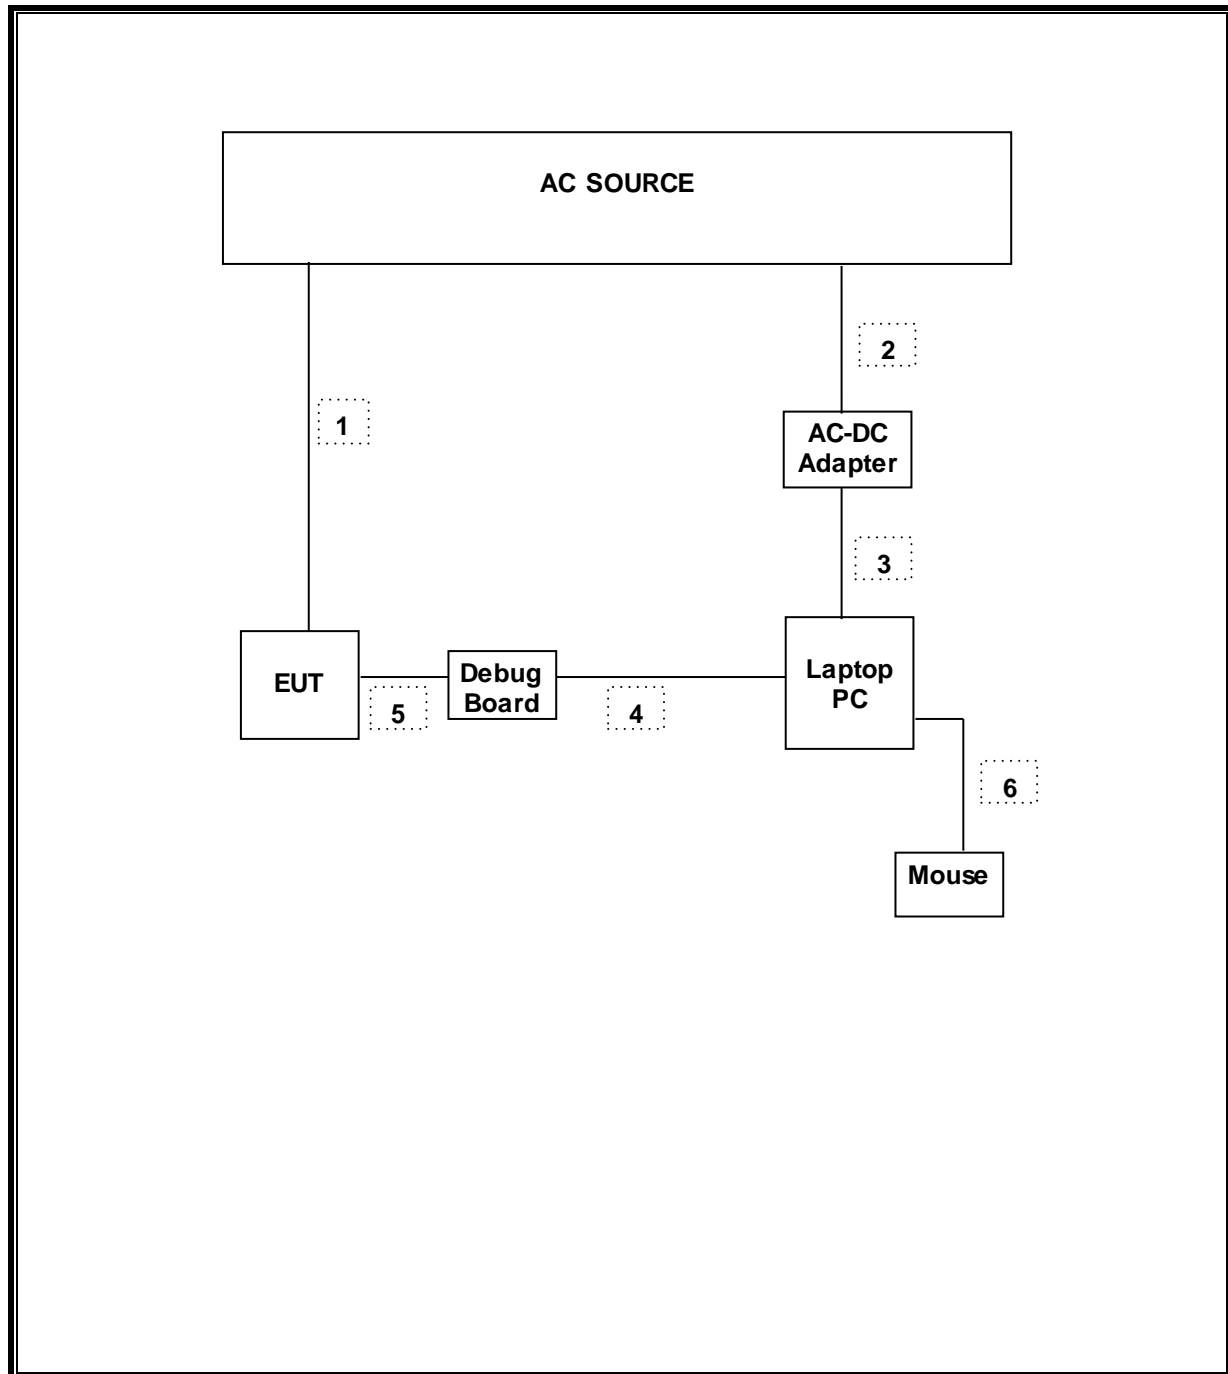 AC SOURCE
2
1
AC-DC
Adapter
3
EUT
Debug
Board
Laptop
PC
5
4
6
Mouse